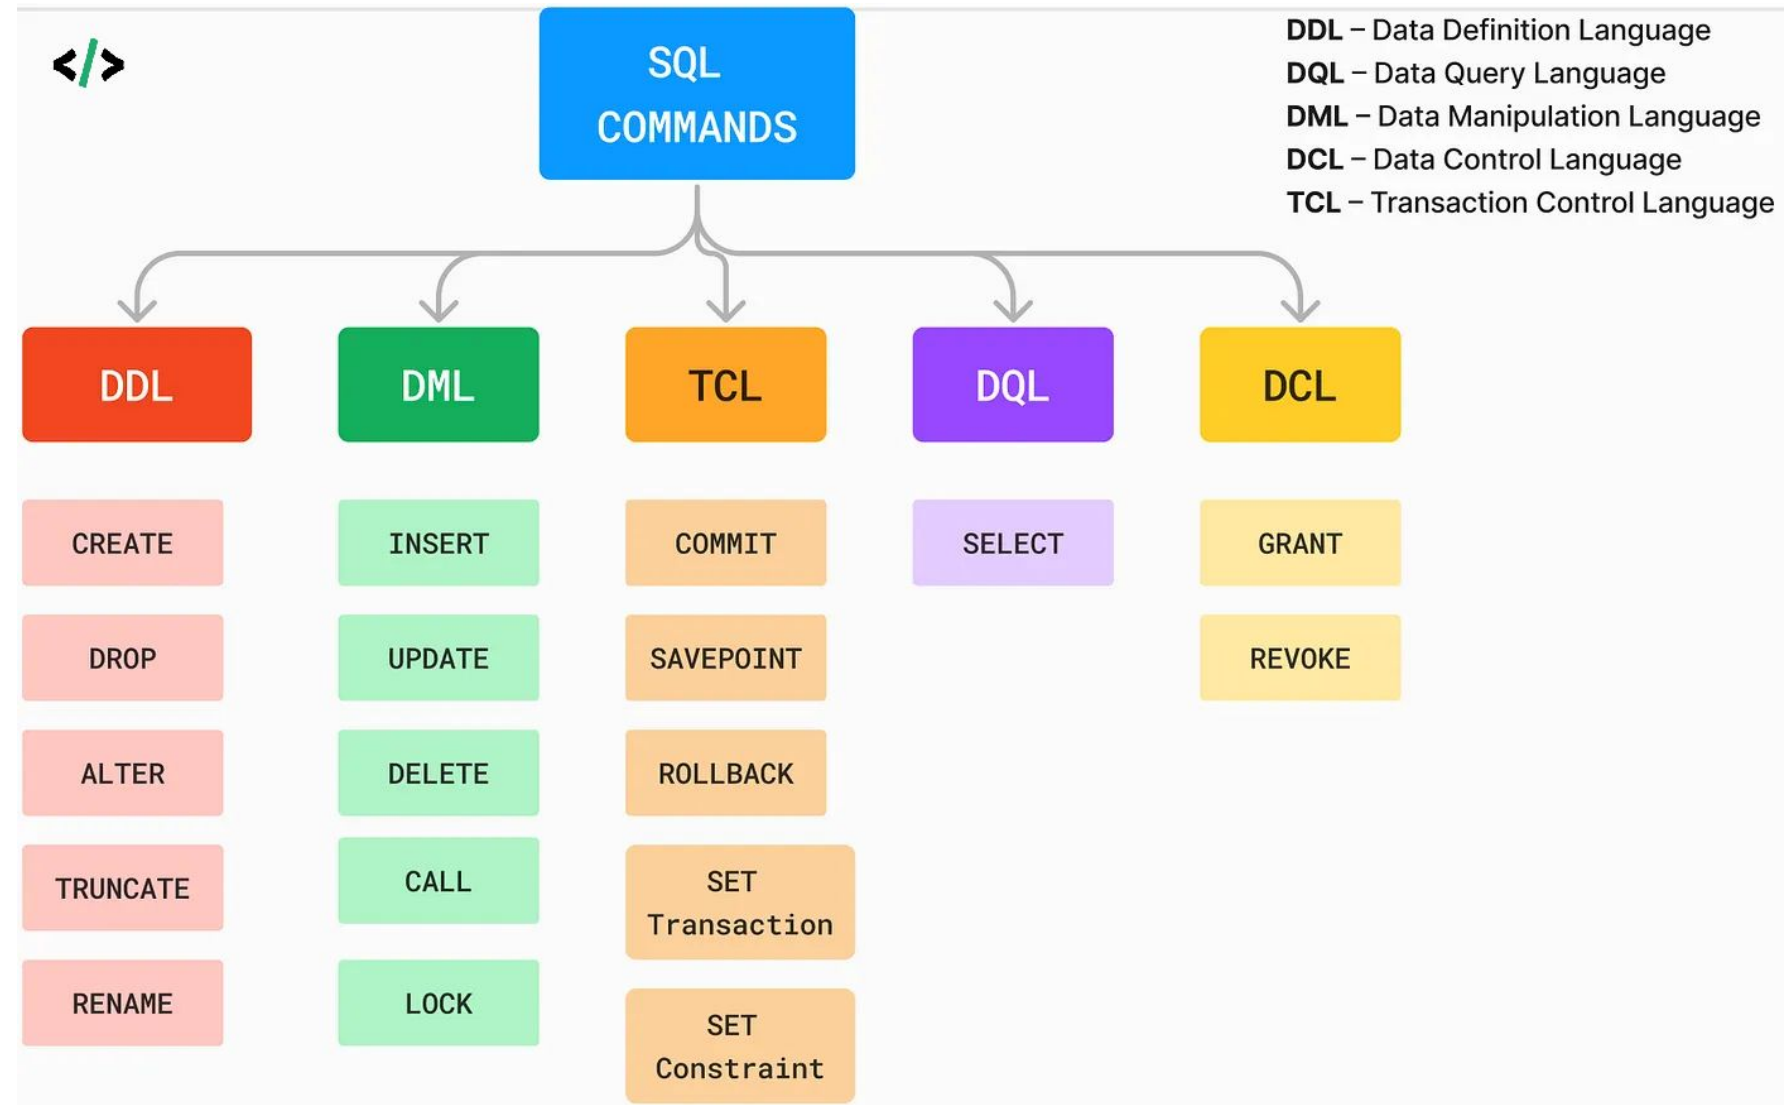 </>
SQL
COMMANDS
DDL – Data Definition Language
DQL – Data Query Language
DML – Data Manipulation Language
DCL – Data Control Language
TCL – Transaction Control Language
DDL
DML
TCL
DQL
DCL
CREATE
DROP
ALTER
TRUNCATE
RENAME
INSERT
UPDATE
DELETE
CALL
LOCK
COMMIT
SAVEPOINT
ROLLBACK
SET
Transaction
SET
Constraint
SELECT
GRANT
REVOKE